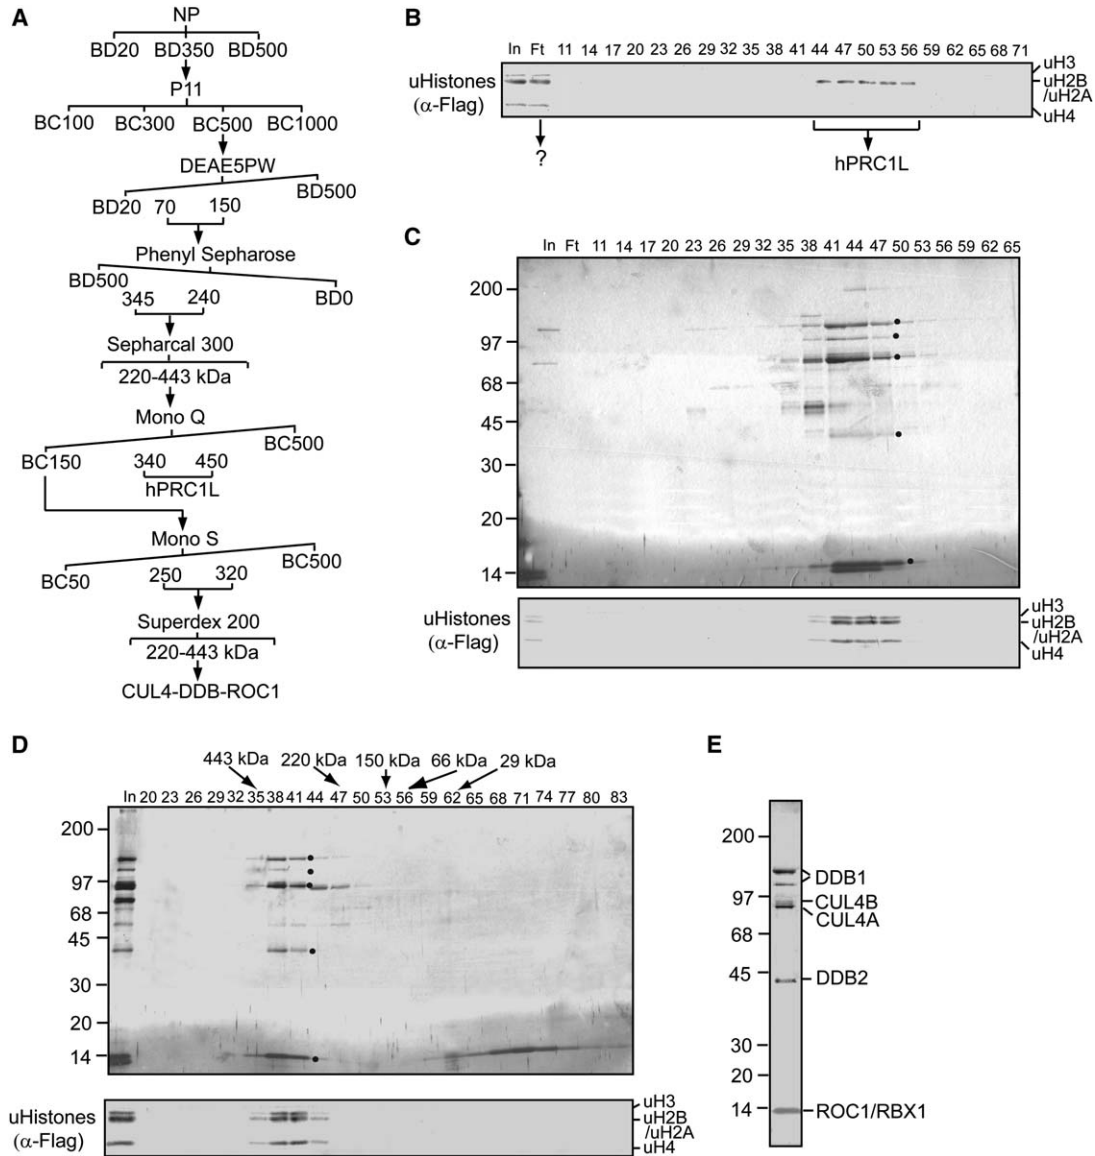 A
NP
BD20 BD350 BD500
P11
BC100 BC300 BC500 BC1000
DEAE5PW
BD20 70 150 BD500
Phenyl Sepharose
BD500 345 240 BD0
Sepharcal 300
220-443 kDa
Mono Q
BC150 340 450 BC500
hPRC1L
Mono S
BC50 250 320 BC500
Superdex 200
220-443 kDa
CUL4-DDB-ROC1
B
In Ft 11 14 17 20 23 26 29 32 35 38 41 44 47 50 53 56 59 62 65 68 71
uHistones
(α-Flag)
uH3
uH2B
/uH2A
uH4
?
hPRC1L
C
In Ft 11 14 17 20 23 26 29 32 35 38 41 44 47 50 53 56 59 62 65
200
97
68
45
30
20
14
uHistones
(α-Flag)
uH3
uH2B
/uH2A
uH4
D
443 kDa 220 kDa 150 kDa 66 kDa 29 kDa
In 20 23 26 29 32 35 38 41 44 47 50 53 56 59 62 65 68 71 74 77 80 83
200
97
68
45
30
20
14
uHistones
(α-Flag)
uH3
uH2B
/uH2A
uH4
E
200
97
68
45
30
20
14
DDB1
CUL4B
CUL4A
DDB2
ROC1/RBX1